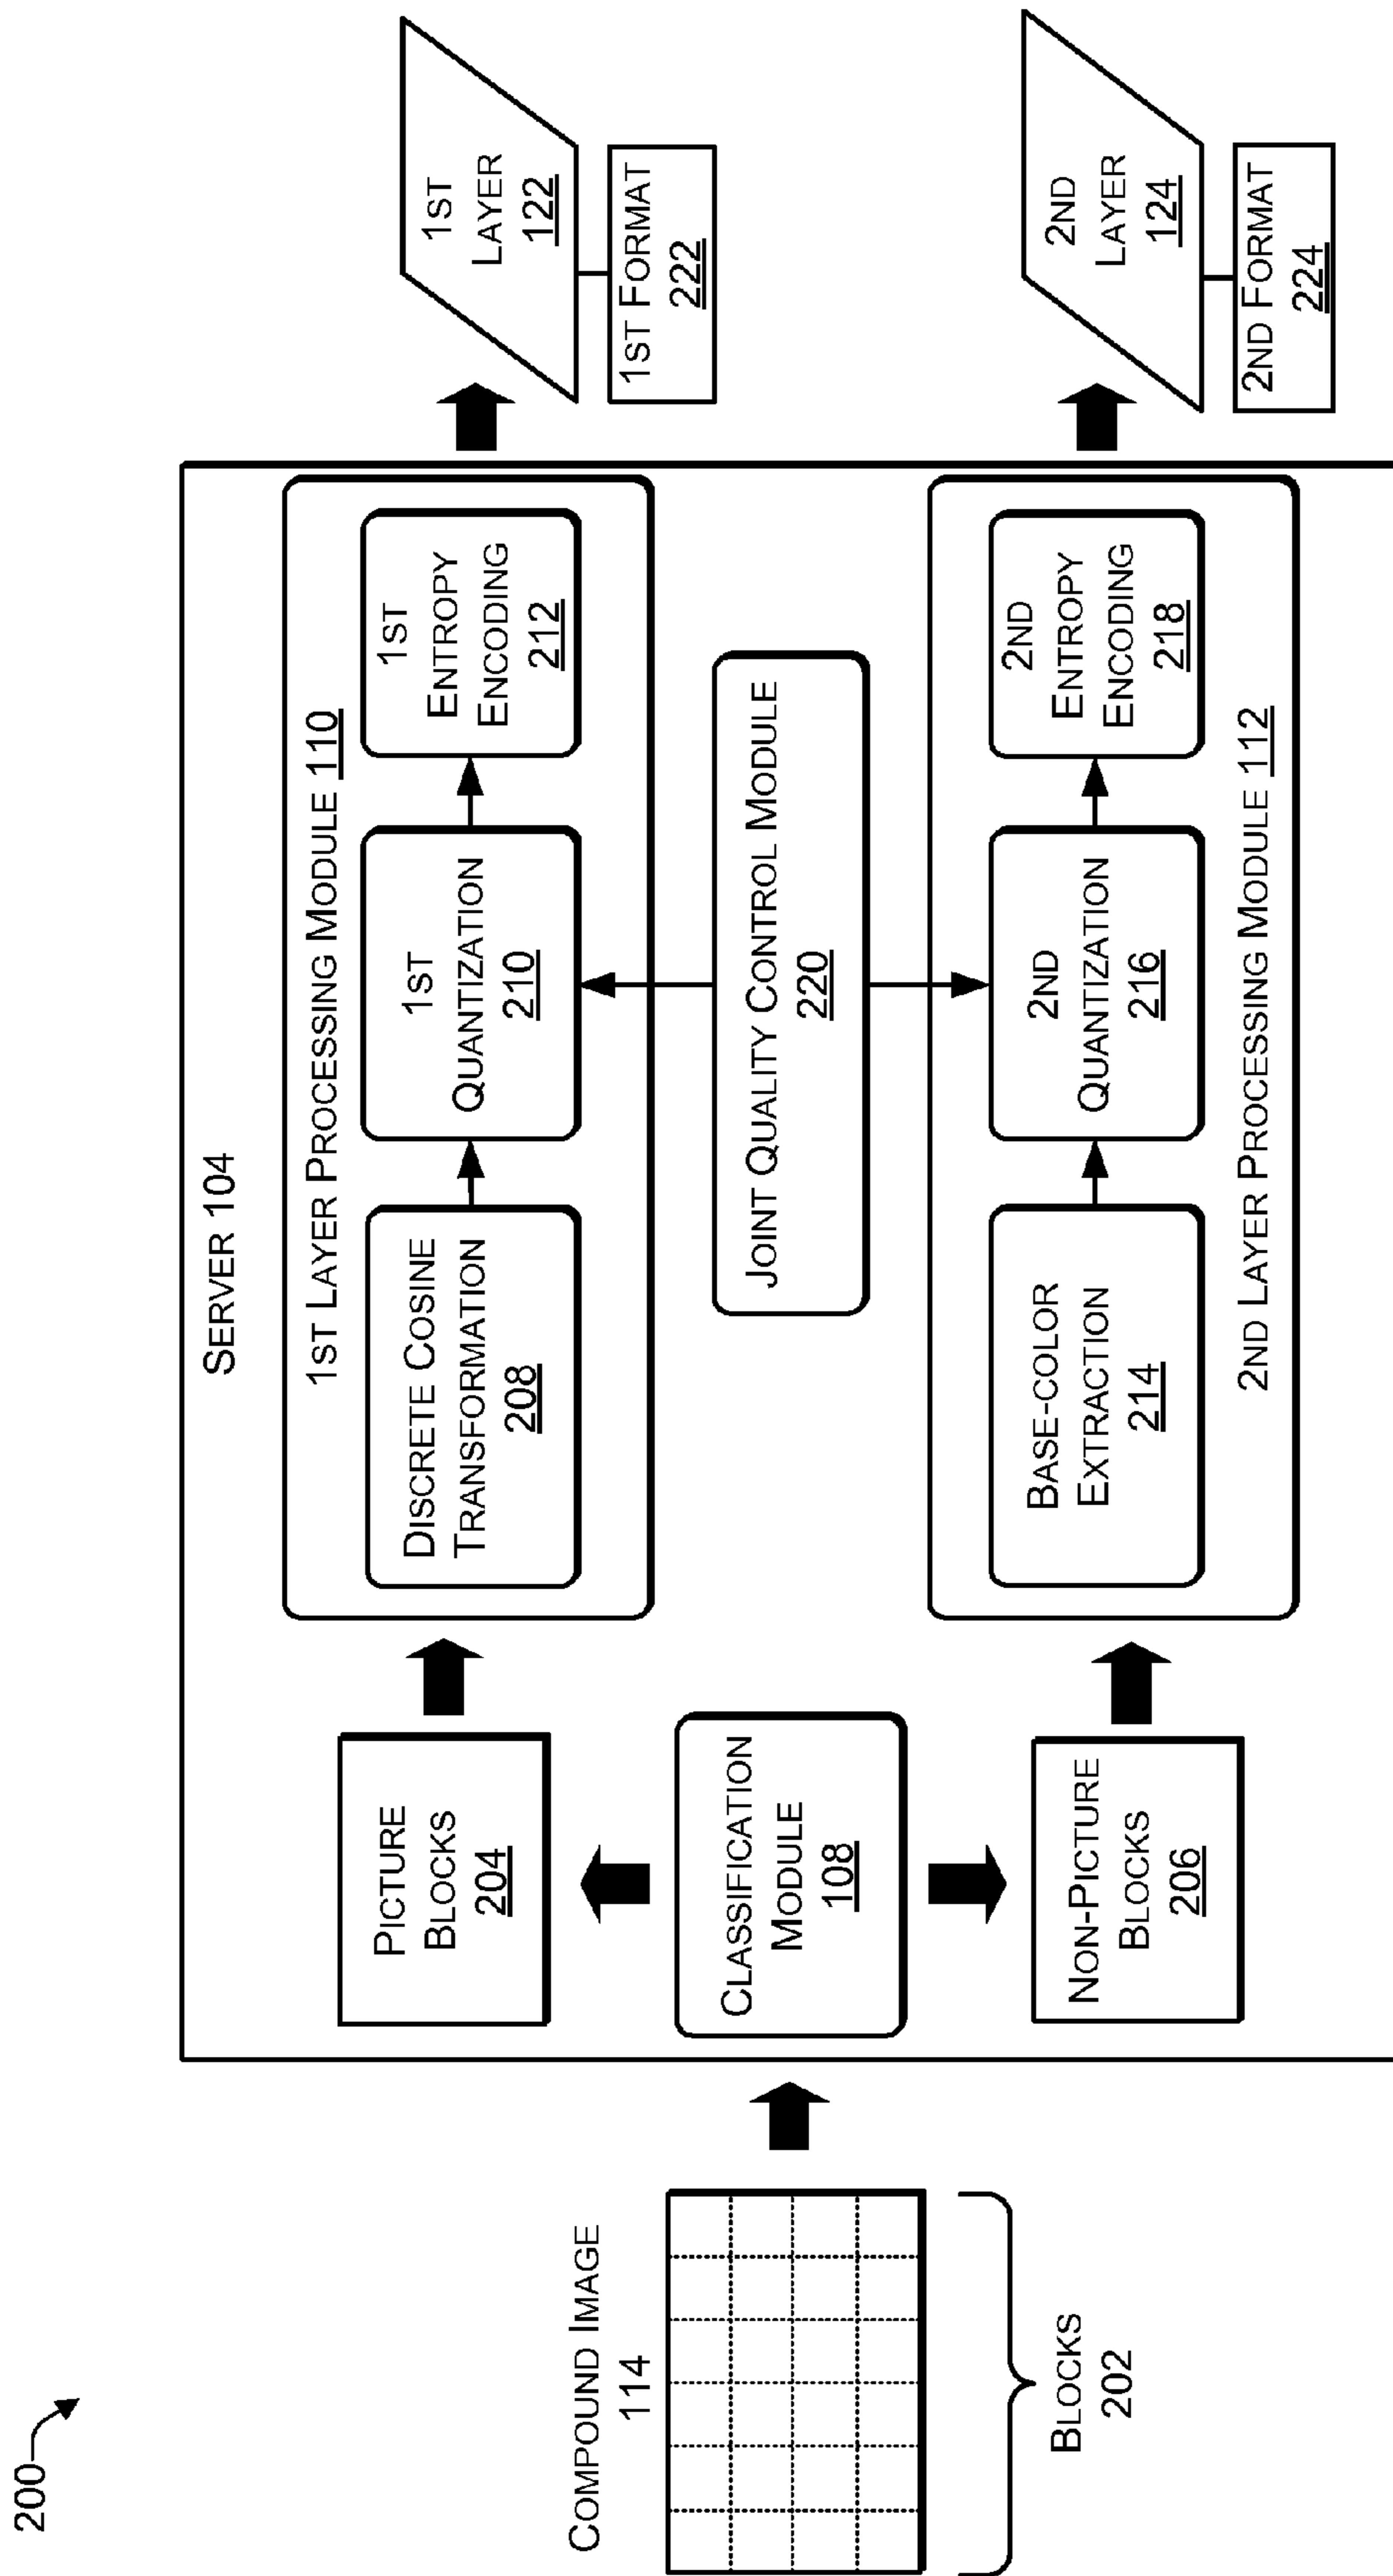 200
COMPOUND IMAGE
114
BLOCKS
202
SERVER 104
PICTURE
BLOCKS
204
CLASSIFICATION
MODULE
108
NON-PICTURE
BLOCKS
206
1ST LAYER PROCESSING MODULE 110
DISCRETE COSINE
TRANSFORMATION
208
1ST
QUANTIZATION
210
1ST
ENTROPY
ENCODING
212
JOINT QUALITY CONTROL MODULE
220
BASE-COLOR
EXTRACTION
214
2ND
QUANTIZATION
216
2ND
ENTROPY
ENCODING
218
2ND LAYER PROCESSING MODULE 112
1ST
LAYER
122
1ST FORMAT
222
2ND
LAYER
124
2ND FORMAT
224